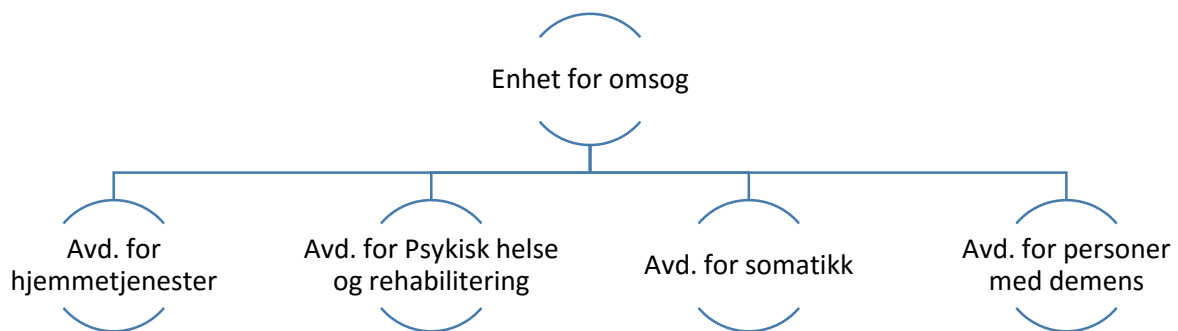 Enhet for omsog
Avd. for
hjemmetjenester
Avd. for Psykisk helse
og rehabilitering
Avd. for somatikk
Avd. for personer
med demens